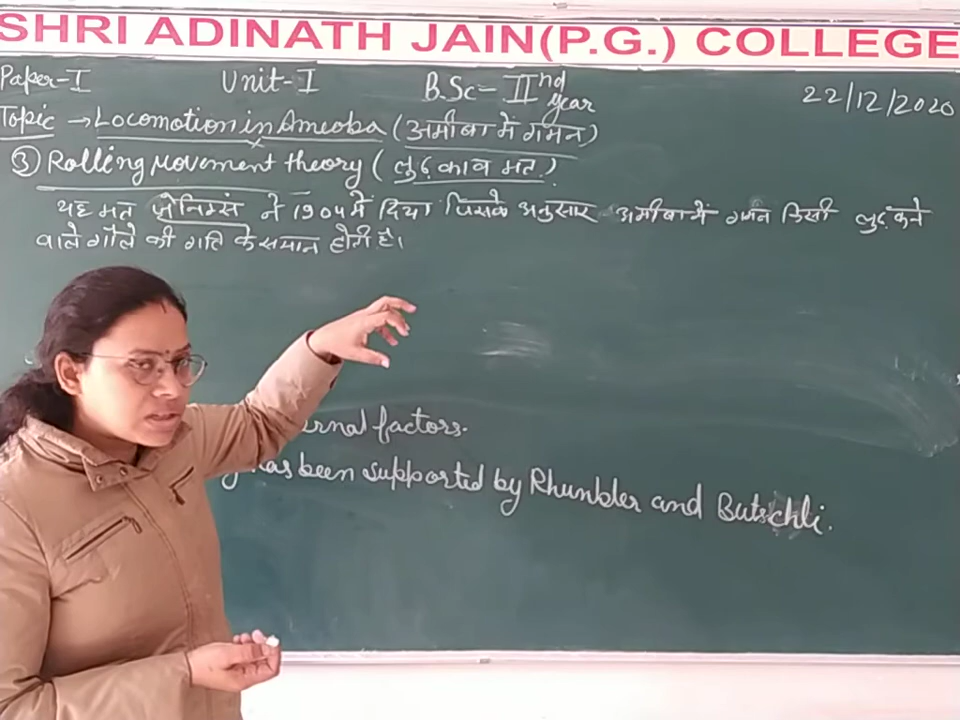 SHRI ADINATH JAIN(P.G.) COLLEGE
Paper-I Unit-I B.Sc- IInd year 22/12/2020
Topic → Locomotion in Ameoba (अमीबा में गमन)
③ Rolling Movement theory (लुढ़काव मत)
यह मत जेनिंग्स ने 1904 में दिया जिसके अनुसार अमीबा में गमन किसी लुढ़कने
वाले गोले की गति के समान होती है।
factors.
has been supported by Rhumbler and Butschli.